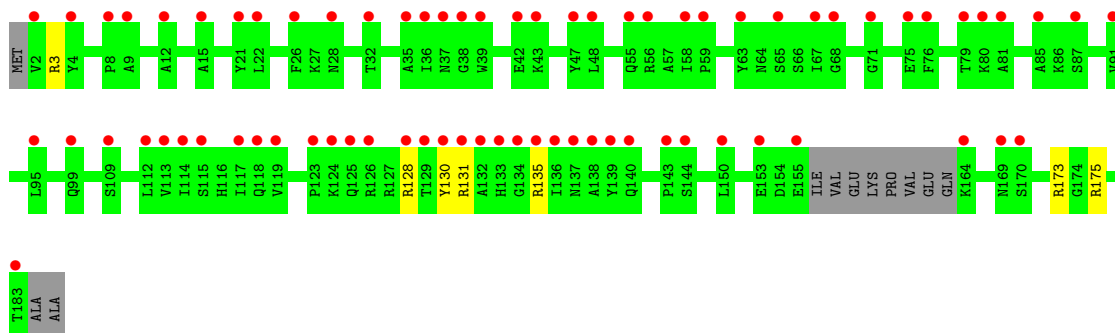 MET V2 R3 Y4 P8 A9 A12 A15 Y21 L22 F26 K27 N28 T32 A35 I36 N37 G38 W39 E42 K43 Y47 L48 Q55 R56 A57 I58 P59 Y63 N64 S65 S66 I67 G68 G71 E75 F76 T79 K80 A81 A85 K86 S87 V91
L95 Q99 S109 L112 V113 I114 S115 H116 I117 Q118 V119 P123 K124 Q125 R126 R127 R128 T129 Y130 R131 A132 H133 G134 R135 I136 N137 A138 Y139 Q140 P143 S144 L150 E153 D154 E155 ILE VAL GLU LYS PRO VAL GLU GLN K164 N169 S170 R173 G174 R175
T183 ALA ALA